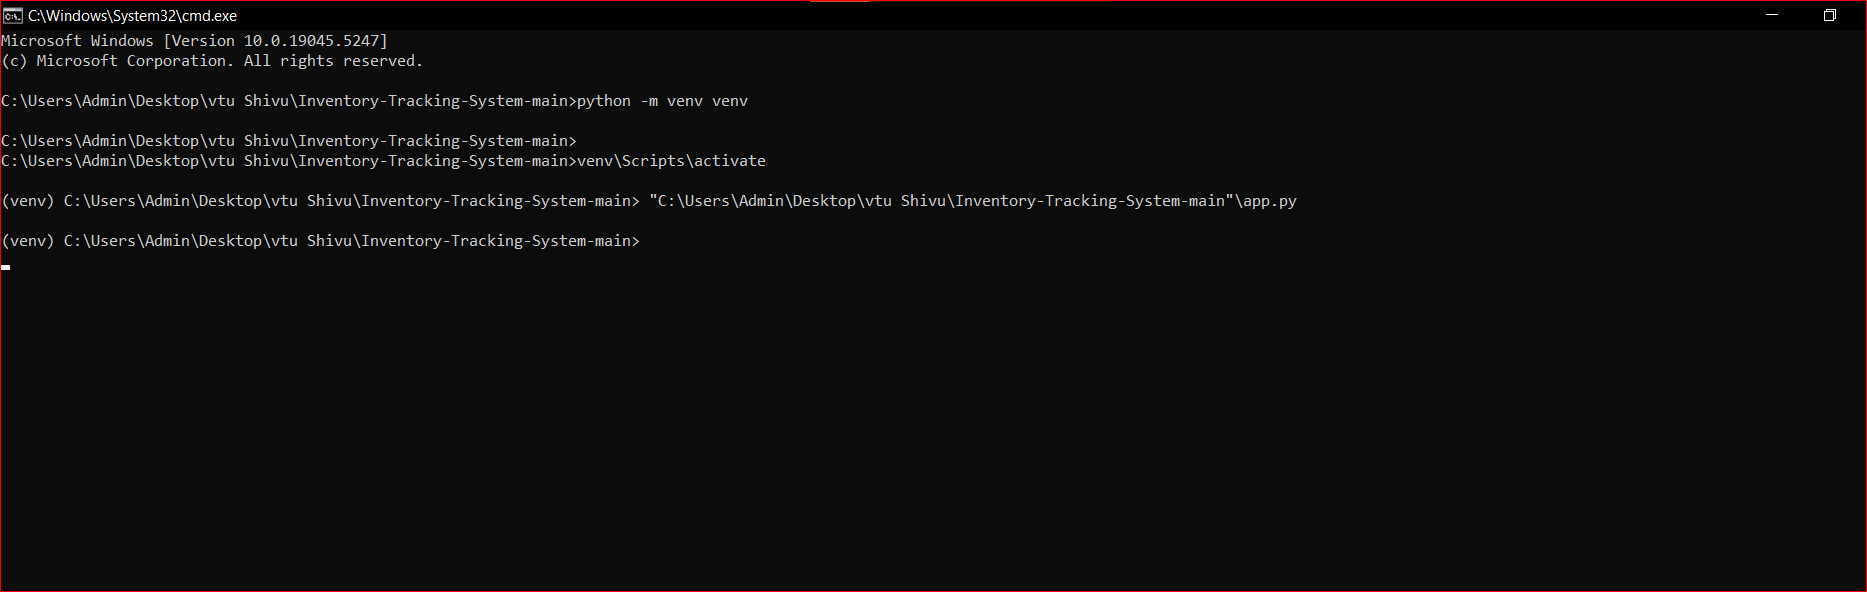 C:\Windows\System32\cmd.exe
Microsoft Windows [Version 10.0.19045.5247]
(c) Microsoft Corporation. All rights reserved.
C:\Users\Admin\Desktop\vtu Shivu\Inventory-Tracking-System-main>python -m venv venv
C:\Users\Admin\Desktop\vtu Shivu\Inventory-Tracking-System-main>
C:\Users\Admin\Desktop\vtu Shivu\Inventory-Tracking-System-main>venv\Scripts\activate
(venv) C:\Users\Admin\Desktop\vtu Shivu\Inventory-Tracking-System-main> "C:\Users\Admin\Desktop\vtu Shivu\Inventory-Tracking-System-main"\app.py
(venv) C:\Users\Admin\Desktop\vtu Shivu\Inventory-Tracking-System-main>